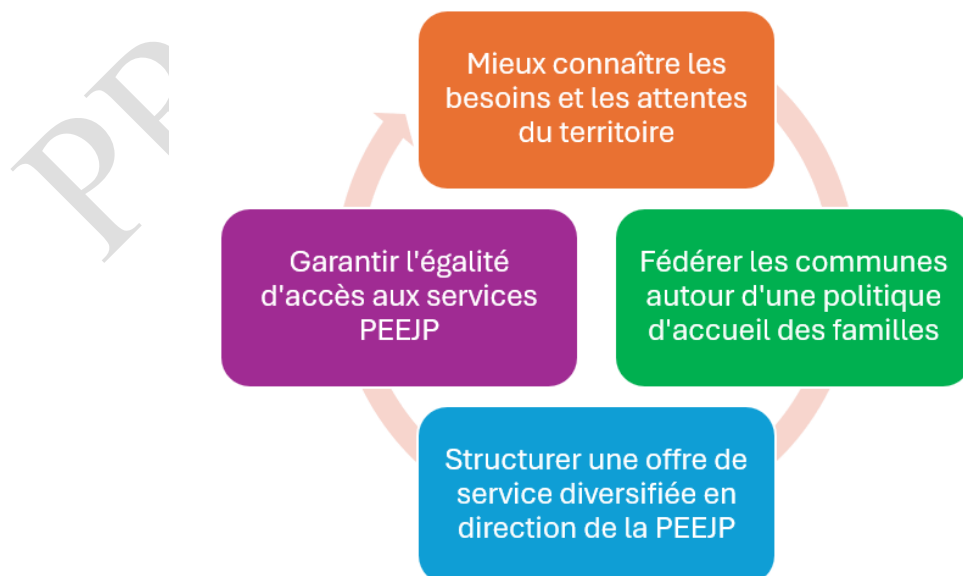 Mieux connaître les
besoins et les attentes
du territoire
Garantir l'égalité
d'accès aux services
PEEJP
Fédérer les communes
autour d'une politique
d'accueil des familles
Structurer une offre de
service diversifiée en
direction de la PEEJP